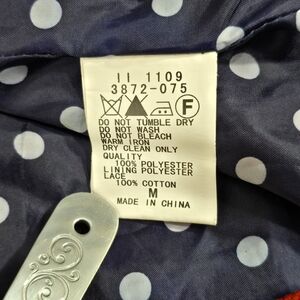 II 1109
3872-075
F
DO NOT TUMBLE DRY
DO NOT WASH
DO NOT BLEACH
WARM IRON
DRY CLEAN ONLY
QUALITY
100% POLYESTER
LINING POLYESTER
LACE
100% COTTON
M
MADE IN CHINA